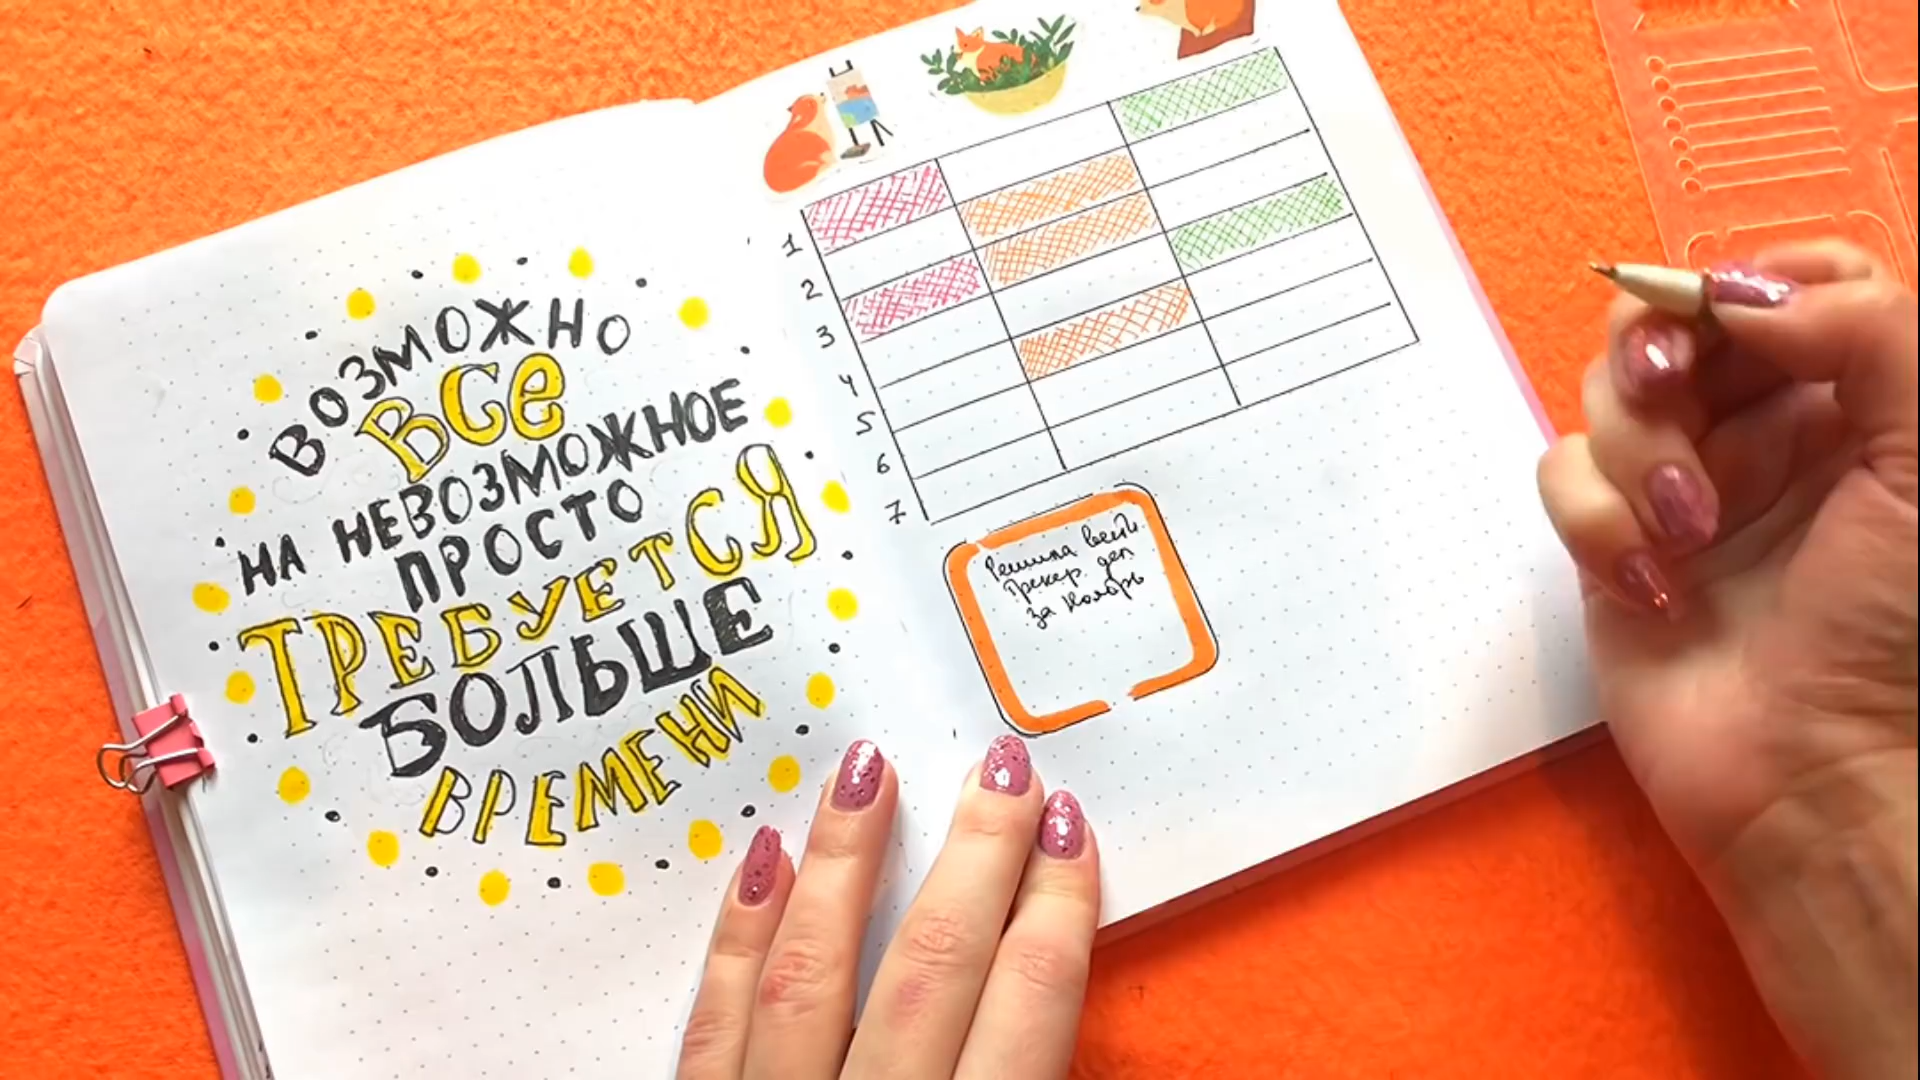 ВОЗМОЖНО
ВСЕ
НА НЕВОЗМОЖНОЕ
ПРОСТО
ТРЕБУЕТСЯ
БОЛЬШЕ
ВРЕМЕНИ
1
2
3
4
5
6
7
Решила вести
Трекер дел
за Ноябрь